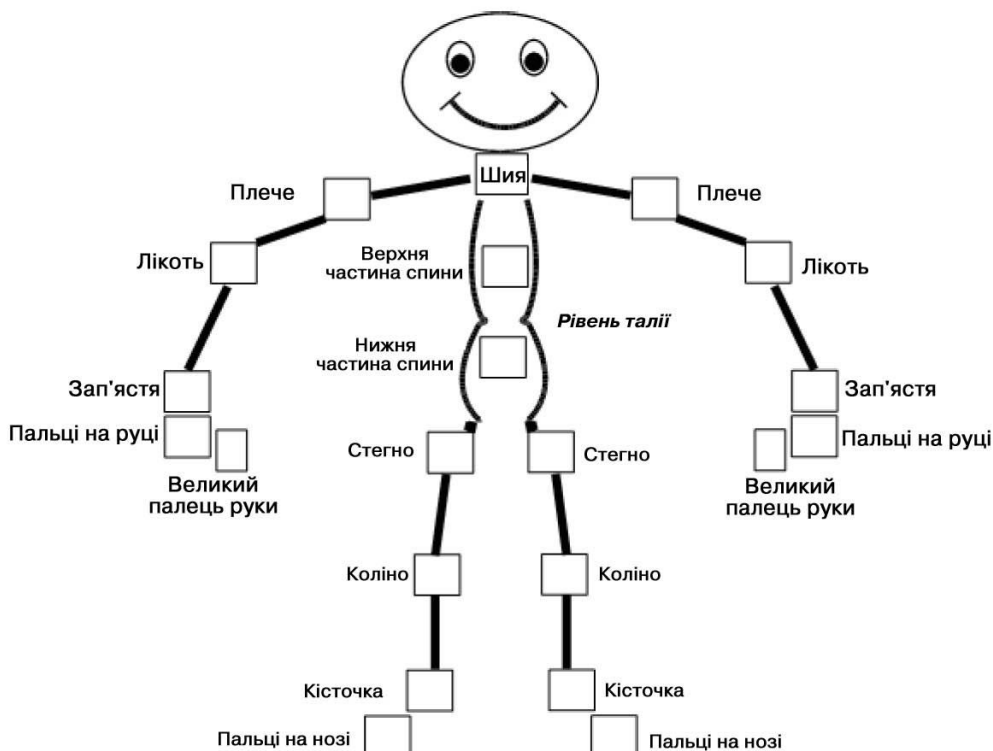 Шия
Плече
Плече
Лікоть
Лікоть
Верхня
частина спини
Рівень талії
Нижня
частина спини
Зап'ястя
Зап'ястя
Пальці на руці
Пальці на руці
Стегно
Стегно
Великий
палець руки
Великий
палець руки
Коліно
Коліно
Кісточка
Кісточка
Пальці на нозі
Пальці на нозі